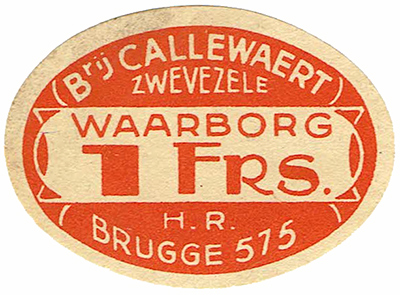 Brij CALLEWAERT
ZWEVEZELE
WAARBORG
1 FRS.
H.R.
BRUGGE 575